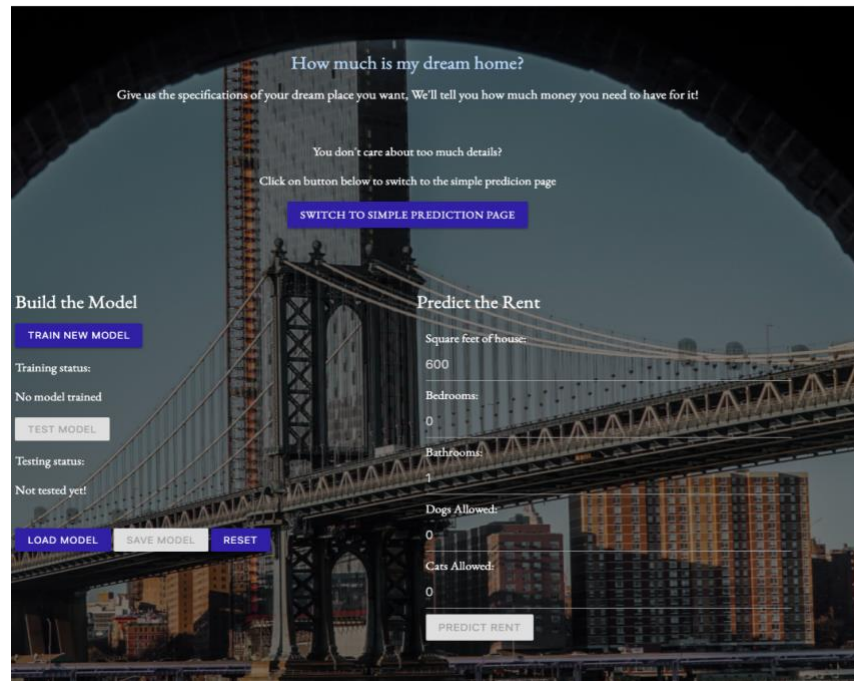 How much is my dream home?
Give us the specifications of your dream place you want, We'll tell you how much money you need to have for it!
You don't care about too much details?
Click on button below to switch to the simple predicion page
SWITCH TO SIMPLE PREDICTION PAGE
Build the Model
TRAIN NEW MODEL
Training status:
No model trained
TEST MODEL
Testing status:
Not tested yet!
LOAD MODEL SAVE MODEL RESET
Predict the Rent
Square feet of house:
600
Bedrooms:
0
Bathrooms:
1
Dogs Allowed:
0
Cats Allowed:
0
PREDICT RENT